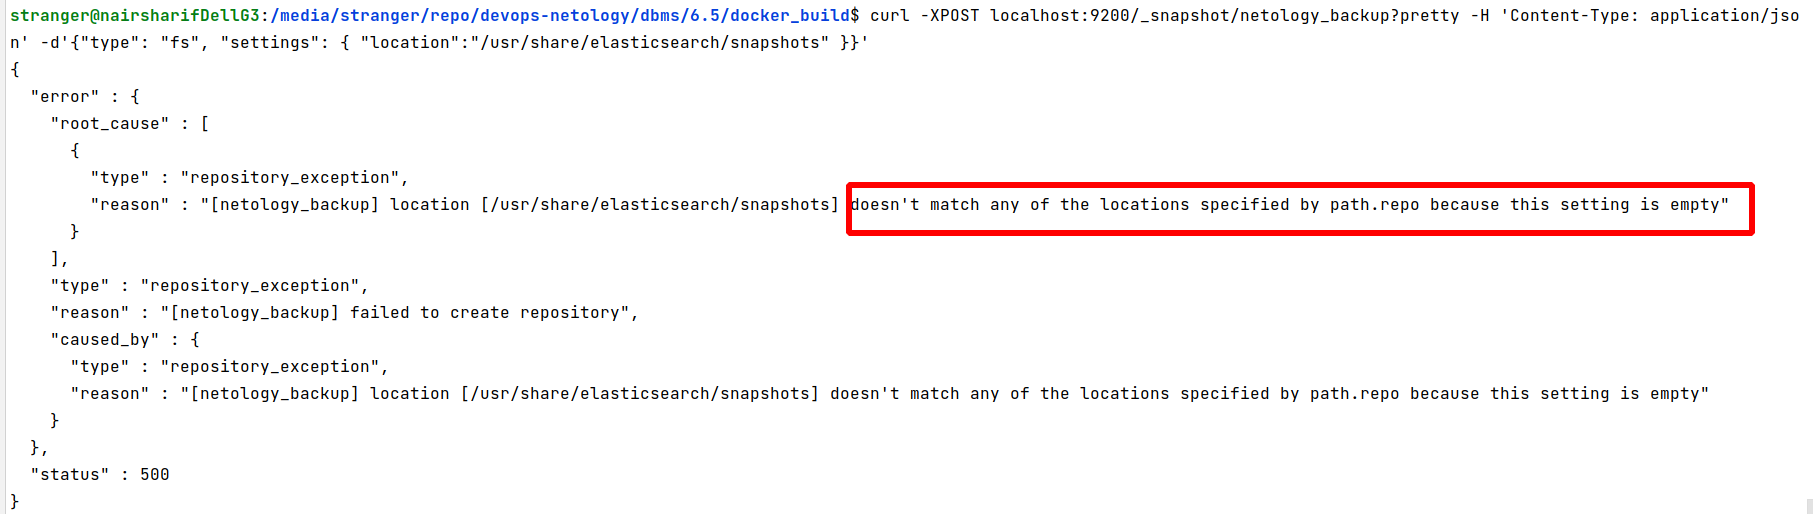 stranger@nairsharifDellG3:/media/stranger/repo/devops-netology/dbms/6.5/docker_build$ curl -XPOST localhost:9200/_snapshot/netology_backup?pretty -H 'Content-Type: application/jso
n' -d'{"type": "fs", "settings": { "location":"/usr/share/elasticsearch/snapshots" }}'
{
  "error" : {
    "root_cause" : [
      {
        "type" : "repository_exception",
        "reason" : "[netology_backup] location [/usr/share/elasticsearch/snapshots] doesn't match any of the locations specified by path.repo because this setting is empty"
      }
    ],
    "type" : "repository_exception",
    "reason" : "[netology_backup] failed to create repository",
    "caused_by" : {
      "type" : "repository_exception",
      "reason" : "[netology_backup] location [/usr/share/elasticsearch/snapshots] doesn't match any of the locations specified by path.repo because this setting is empty"
    }
  },
  "status" : 500
}